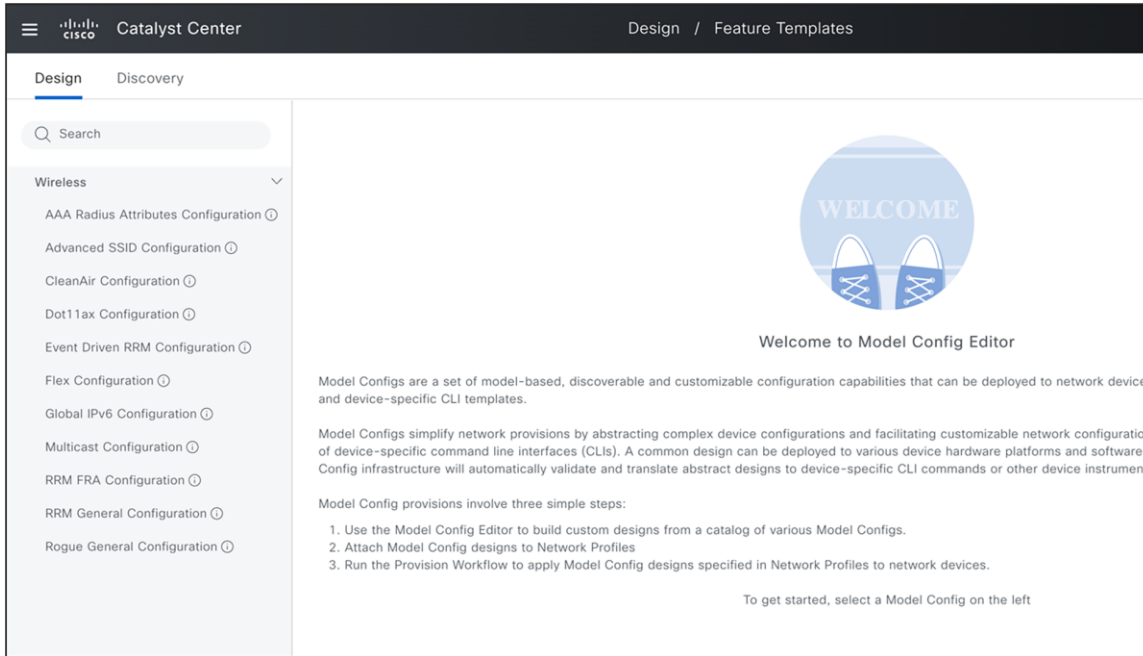 cisco Catalyst Center
Design / Feature Templates
Design Discovery
Search
Wireless
AAA Radius Attributes Configuration
Advanced SSID Configuration
CleanAir Configuration
Dot11ax Configuration
Event Driven RRM Configuration
Flex Configuration
Global IPv6 Configuration
Multicast Configuration
RRM FRA Configuration
RRM General Configuration
Rogue General Configuration
WELCOME
Welcome to Model Config Editor
Model Configs are a set of model-based, discoverable and customizable configuration capabilities that can be deployed to network device
and device-specific CLI templates.
Model Configs simplify network provisions by abstracting complex device configurations and facilitating customizable network configuratio
of device-specific command line interfaces (CLIs). A common design can be deployed to various device hardware platforms and software
Config infrastructure will automatically validate and translate abstract designs to device-specific CLI commands or other device instrumen
Model Config provisions involve three simple steps:
1. Use the Model Config Editor to build custom designs from a catalog of various Model Configs.
2. Attach Model Config designs to Network Profiles
3. Run the Provision Workflow to apply Model Config designs specified in Network Profiles to network devices.
To get started, select a Model Config on the left